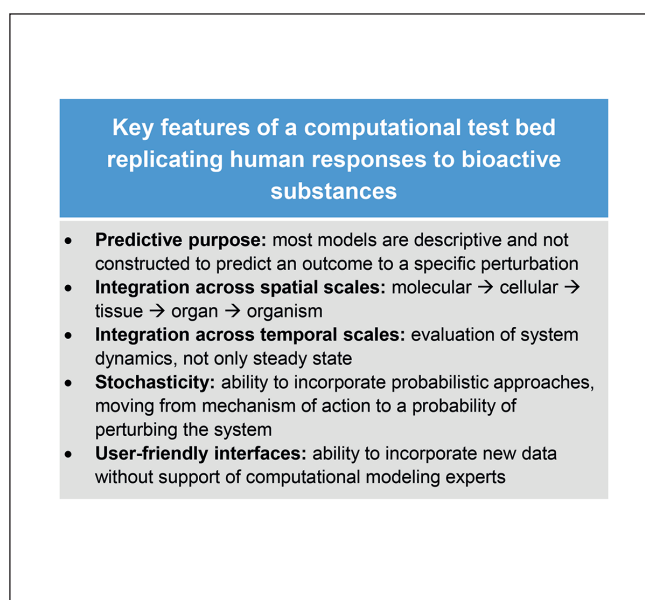 Key features of a computational test bed
replicating human responses to bioactive
substances
• Predictive purpose: most models are descriptive and not
constructed to predict an outcome to a specific perturbation
• Integration across spatial scales: molecular → cellular →
tissue → organ → organism
• Integration across temporal scales: evaluation of system
dynamics, not only steady state
• Stochasticity: ability to incorporate probabilistic approaches,
moving from mechanism of action to a probability of
perturbing the system
• User-friendly interfaces: ability to incorporate new data
without support of computational modeling experts